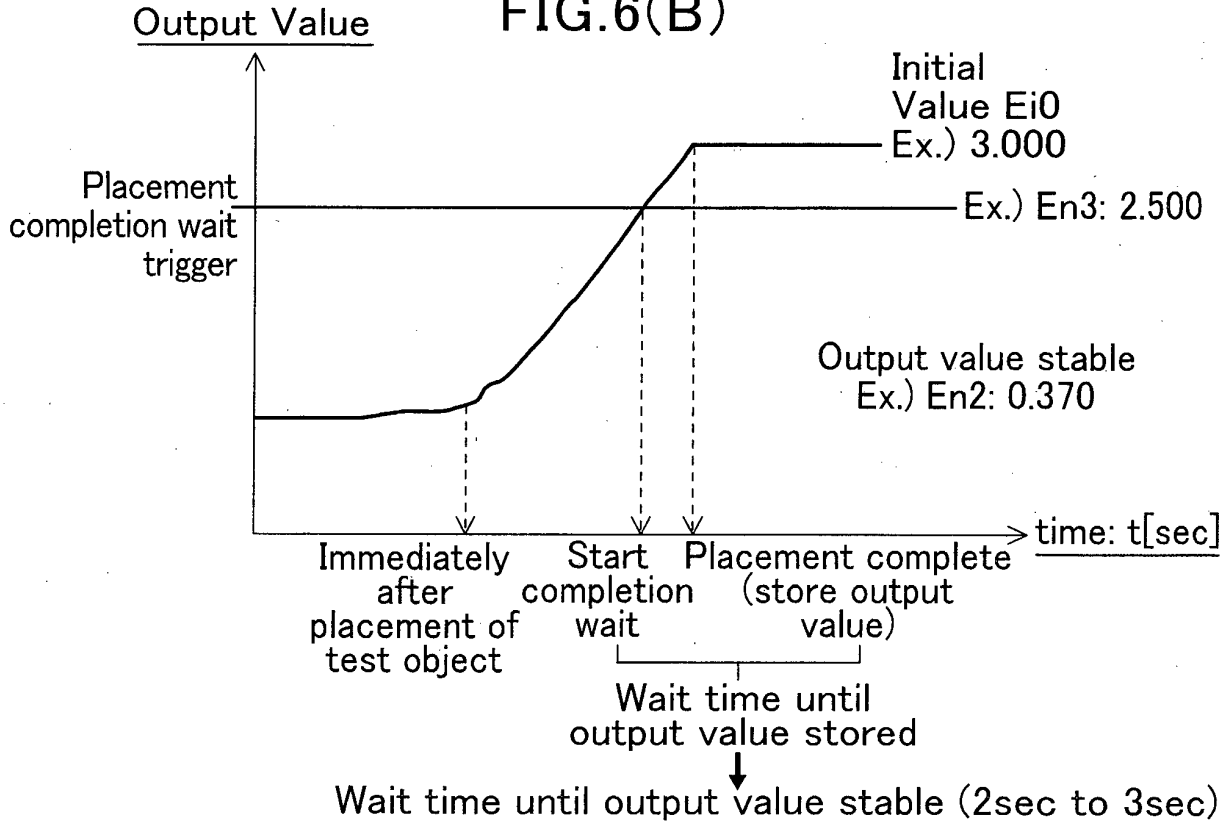 FIG.6(B)
Output Value
Initial
Value Ei0
Ex.) 3.000
Placement
completion wait
trigger
Ex.) En3: 2.500
Output value stable
Ex.) En2: 0.370
time: t[sec]
Immediately
after
placement of
test object
Start
completion
wait
Placement complete
(store output
value)
Wait time until
output value stored
Wait time until output value stable (2sec to 3sec)